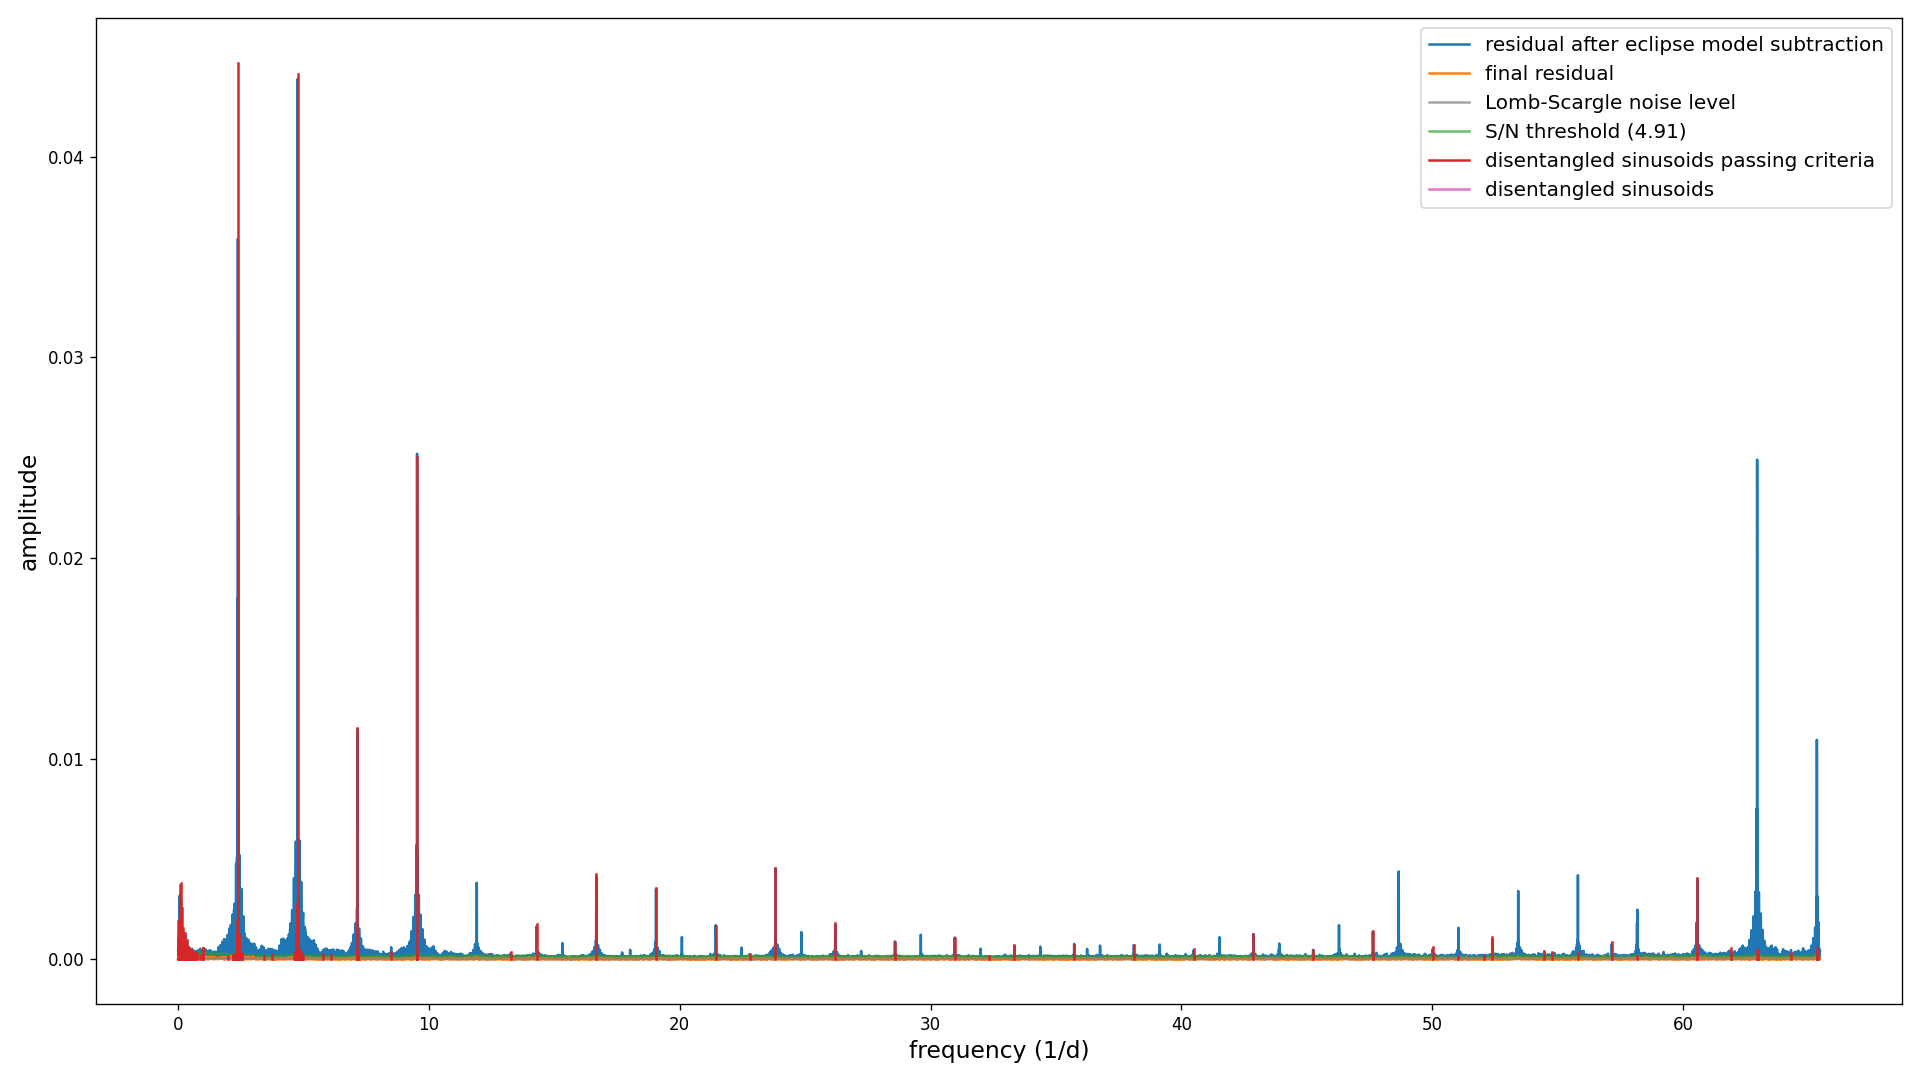 residual after eclipse model subtraction
final residual
Lomb-Scargle noise level
S/N threshold (4.91)
disentangled sinusoids passing criteria
disentangled sinusoids
0.04
0.03
0.02
0.01
0.00
amplitude
0 10 20 30 40 50 60
frequency (1/d)